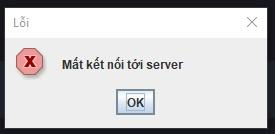 Lỗi
Mất kết nối tới server
OK